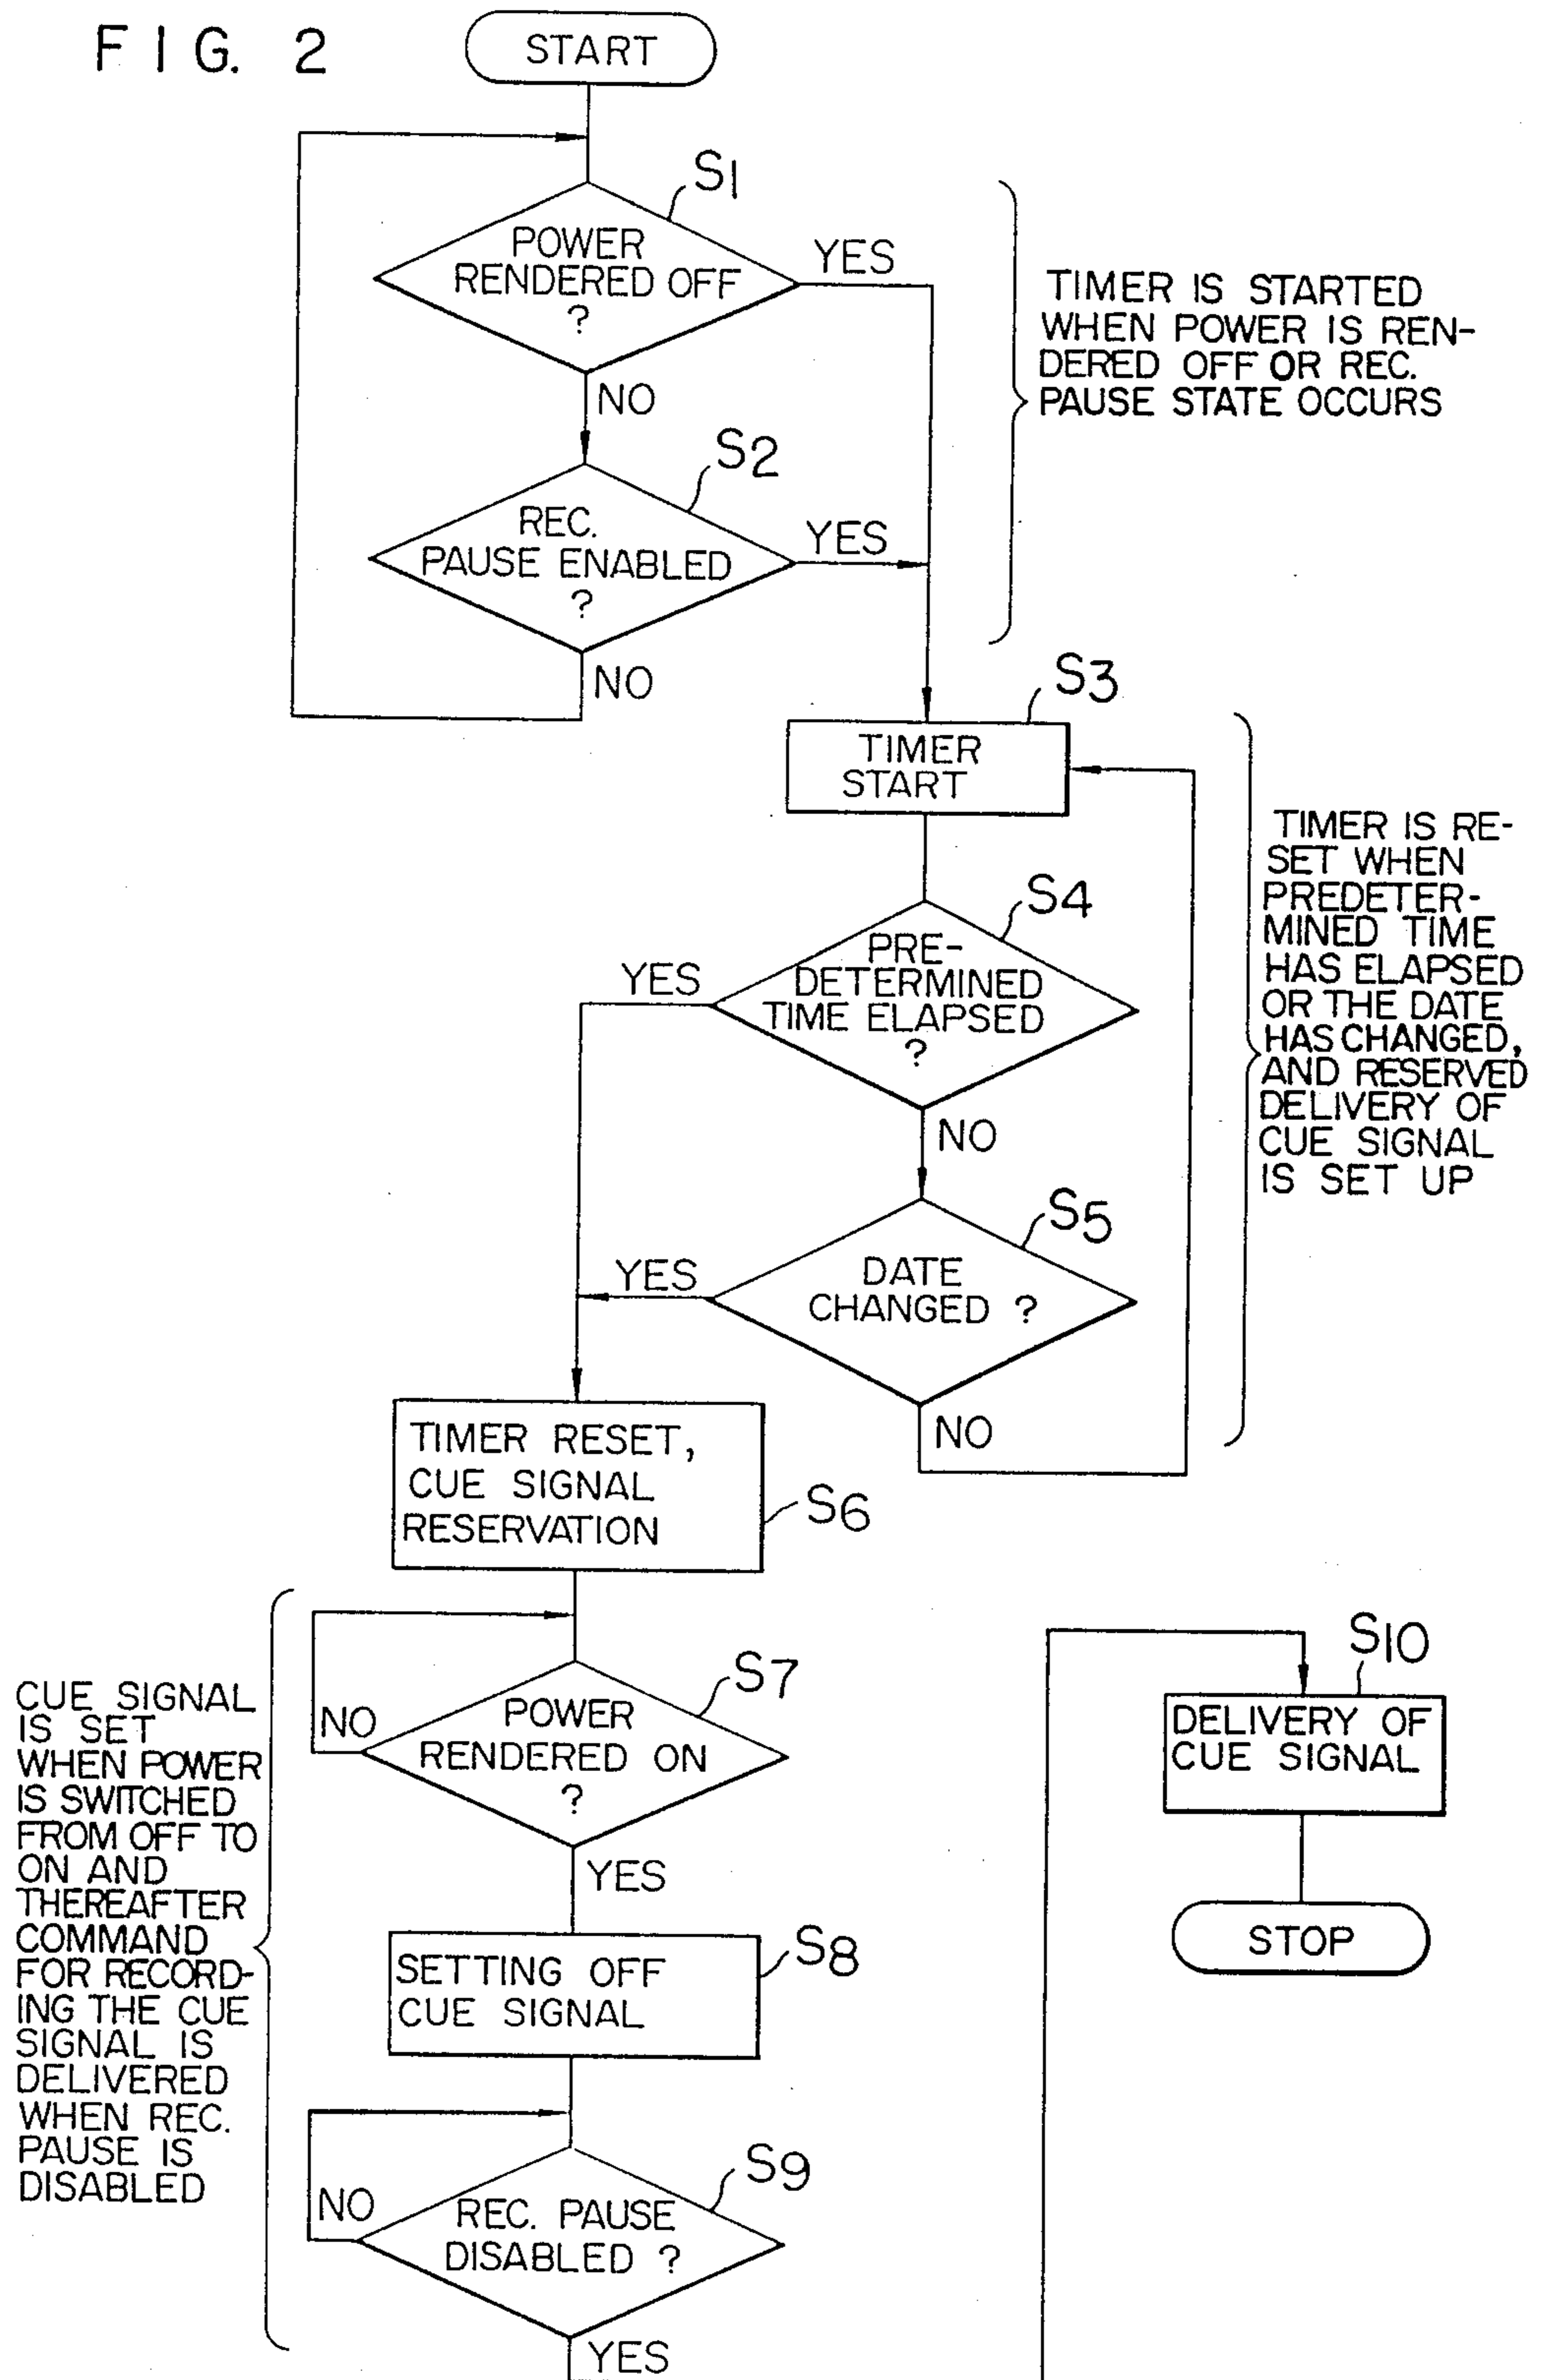 FIG. 2
START
S1
POWER
RENDERED OFF
?
YES
NO
TIMER IS STARTED
WHEN POWER IS REN-
DERED OFF OR REC.
PAUSE STATE OCCURS
S2
REC.
PAUSE ENABLED
?
YES
NO
S3
TIMER
START
TIMER IS RE-
SET WHEN
PREDETER-
MINED TIME
HAS ELAPSED
OR THE DATE
HAS CHANGED,
AND RESERVED
DELIVERY OF
CUE SIGNAL
IS SET UP
S4
PRE-
DETERMINED
TIME ELAPSED
?
YES
NO
S5
DATE
CHANGED ?
YES
NO
TIMER RESET,
CUE SIGNAL
RESERVATION
S6
CUE SIGNAL
IS SET
WHEN POWER
IS SWITCHED
FROM OFF TO
ON AND
THEREAFTER
COMMAND
FOR RECORD-
ING THE CUE
SIGNAL IS
DELIVERED
WHEN REC.
PAUSE IS
DISABLED
S7
POWER
RENDERED ON
?
NO
YES
S8
SETTING OFF
CUE SIGNAL
S9
REC. PAUSE
DISABLED ?
NO
YES
S10
DELIVERY OF
CUE SIGNAL
STOP